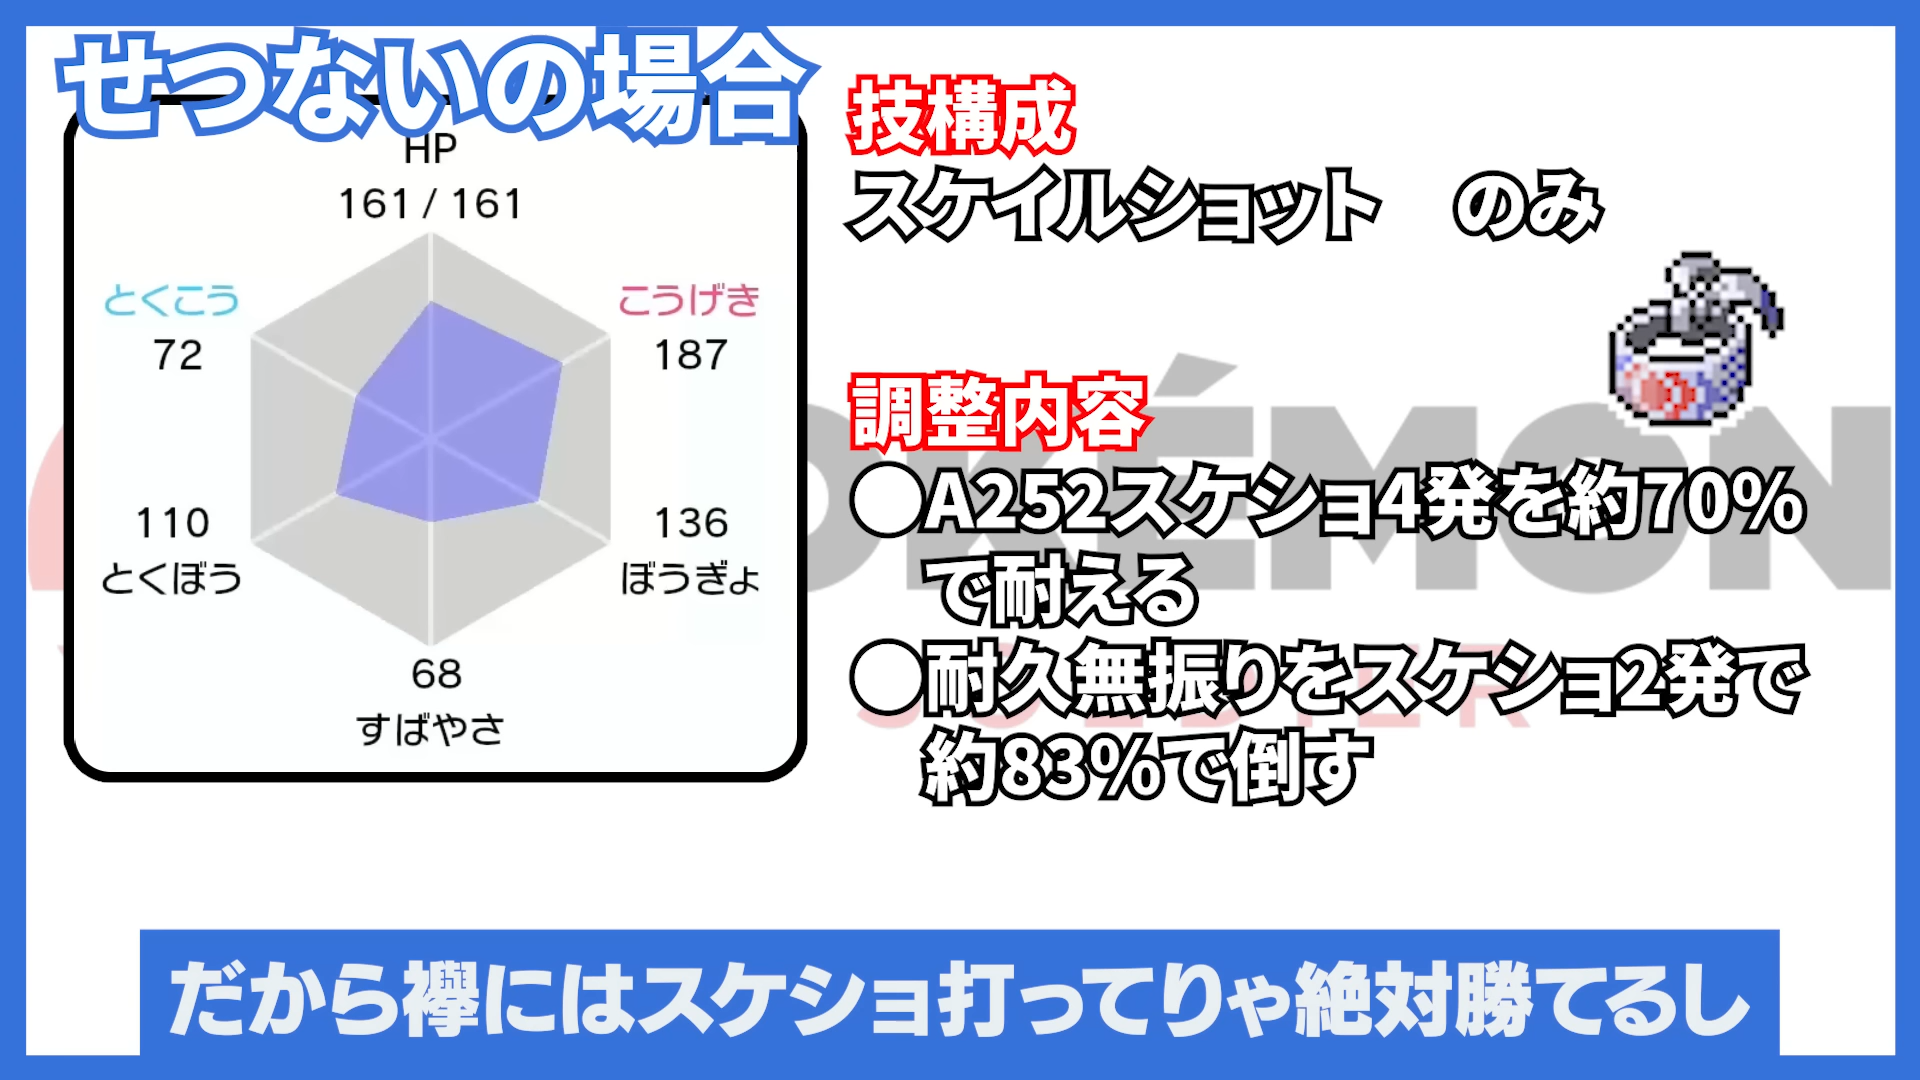 せつないの場合
HP
161 / 161
とくこう
72
こうげき
187
110
とくぼう
136
ぼうぎょ
68
すばやさ
技構成
スケイルショット　のみ
調整内容
●A252スケショ4発を約70%
で耐える
●耐久無振りをスケショ2発で
約83%で倒す
POKÉMON
だから襷にはスケショ打ってりゃ絶対勝てるし